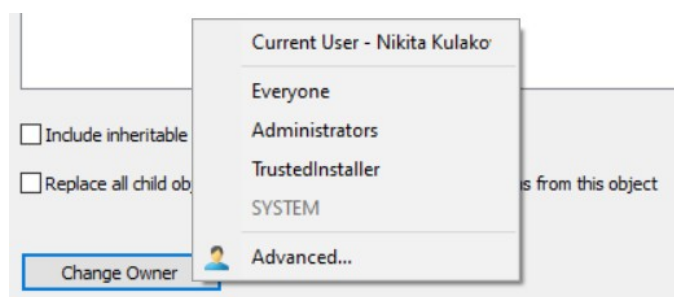 Current User - Nikita Kulako
Everyone
Include inheritable
Administrators
TrustedInstaller
Replace all child ob
s from this object
SYSTEM
Advanced...
Change Owner